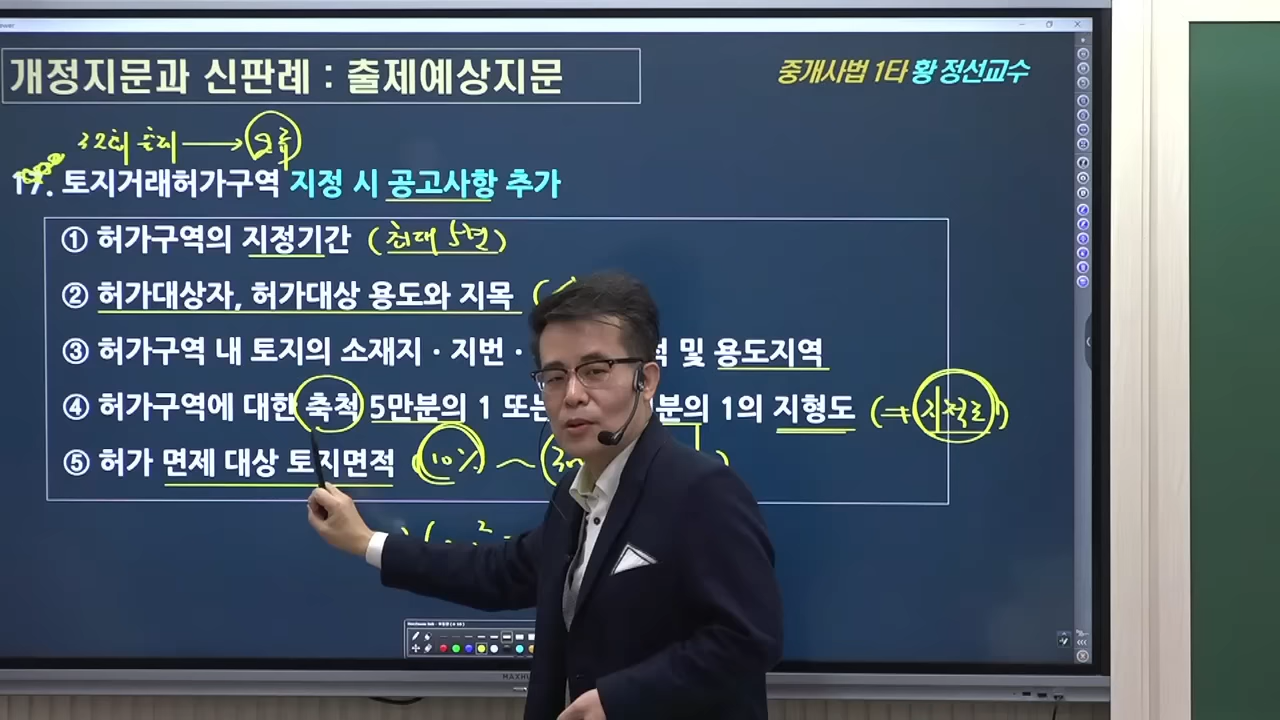 개정지문과 신판례 : 출제예상지문
중개사법 1타 황 정선교수
32회 출제 → 오류
17. 토지거래허가구역 지정 시 공고사항 추가
① 허가구역의 지정기간 (최대 5년)
② 허가대상자, 허가대상 용도와 지목
③ 허가구역 내 토지의 소재지 · 지번 · 및 용도지역
④ 허가구역에 대한 축척 5만분의 1 또는 분의 1의 지형도 (⇒ 지적도)
⑤ 허가 면제 대상 토지면적 (10% ~